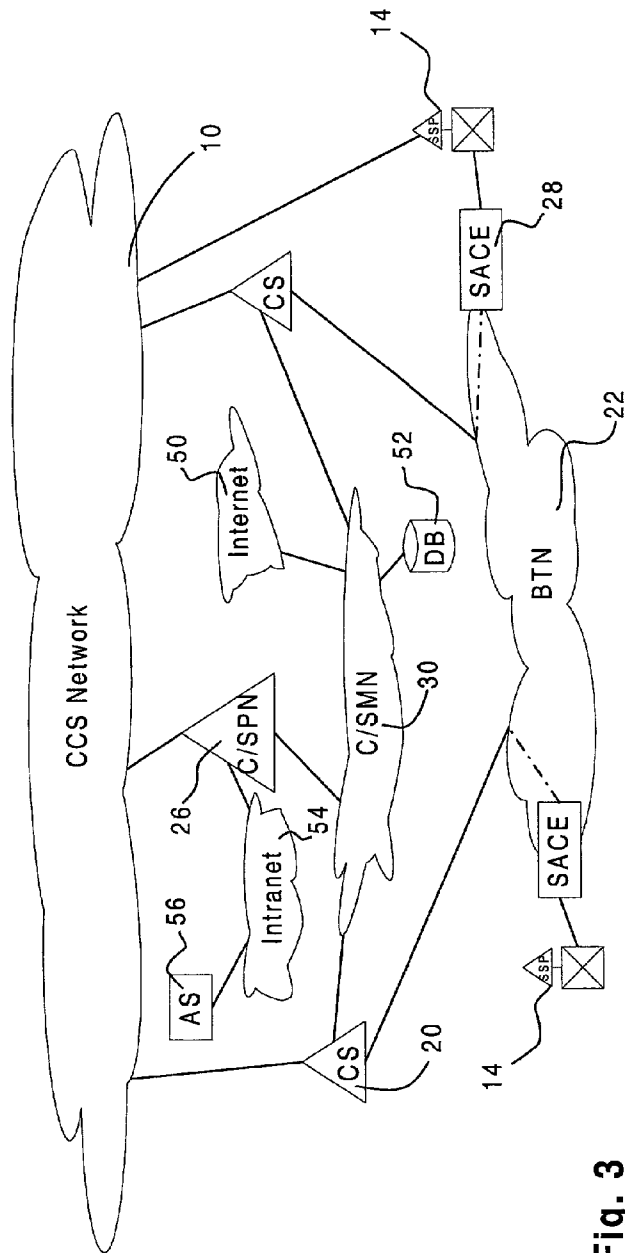 CCS Network
10
14
SSP
28
SACE
CS
50
Internet
52
DB
22
BTN
C/SPN
26
C/SMN
30
54
Intranet
56
AS
SACE
SSP
14
CS
20
Fig. 3